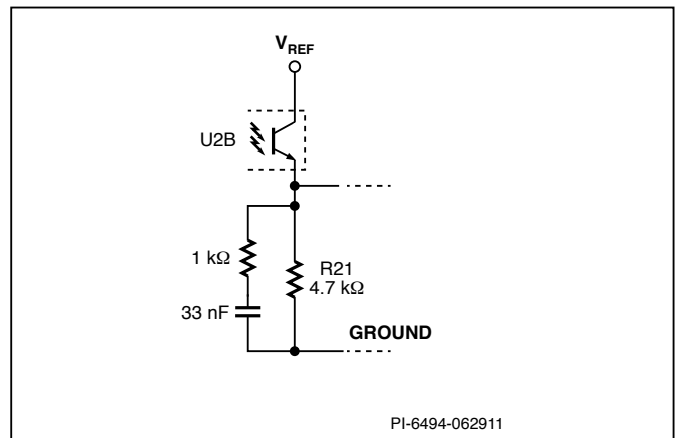 VREF
U2B
1 kΩ
R21
4.7 kΩ
33 nF
GROUND
PI-6494-062911